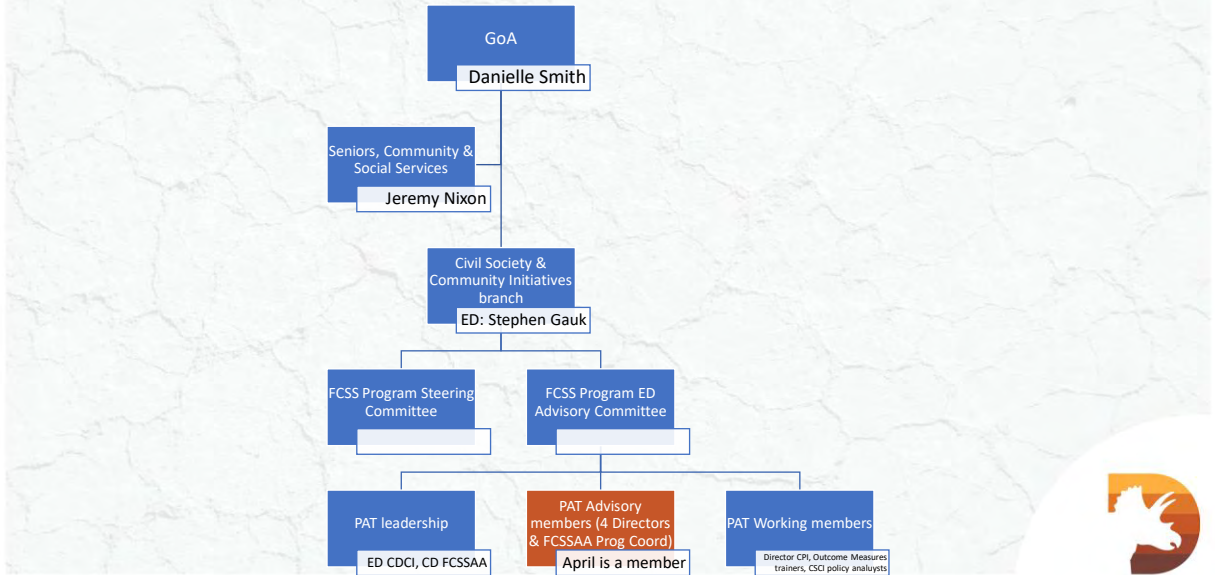 GoA
Danielle Smith
Seniors, Community &
Social Services
Jeremy Nixon
Civil Society &
Community Initiatives
branch
ED: Stephen Gauk
FCSS Program Steering
Committee
FCSS Program ED
Advisory Committee
PAT leadership
ED CDCI, CD FCSSAA
PAT Advisory
members (4 Directors
& FCSSAA Prog Coord)
April is a member
PAT Working members
Director CPI, Outcome Measures
trainers, CSCI policy analuysts